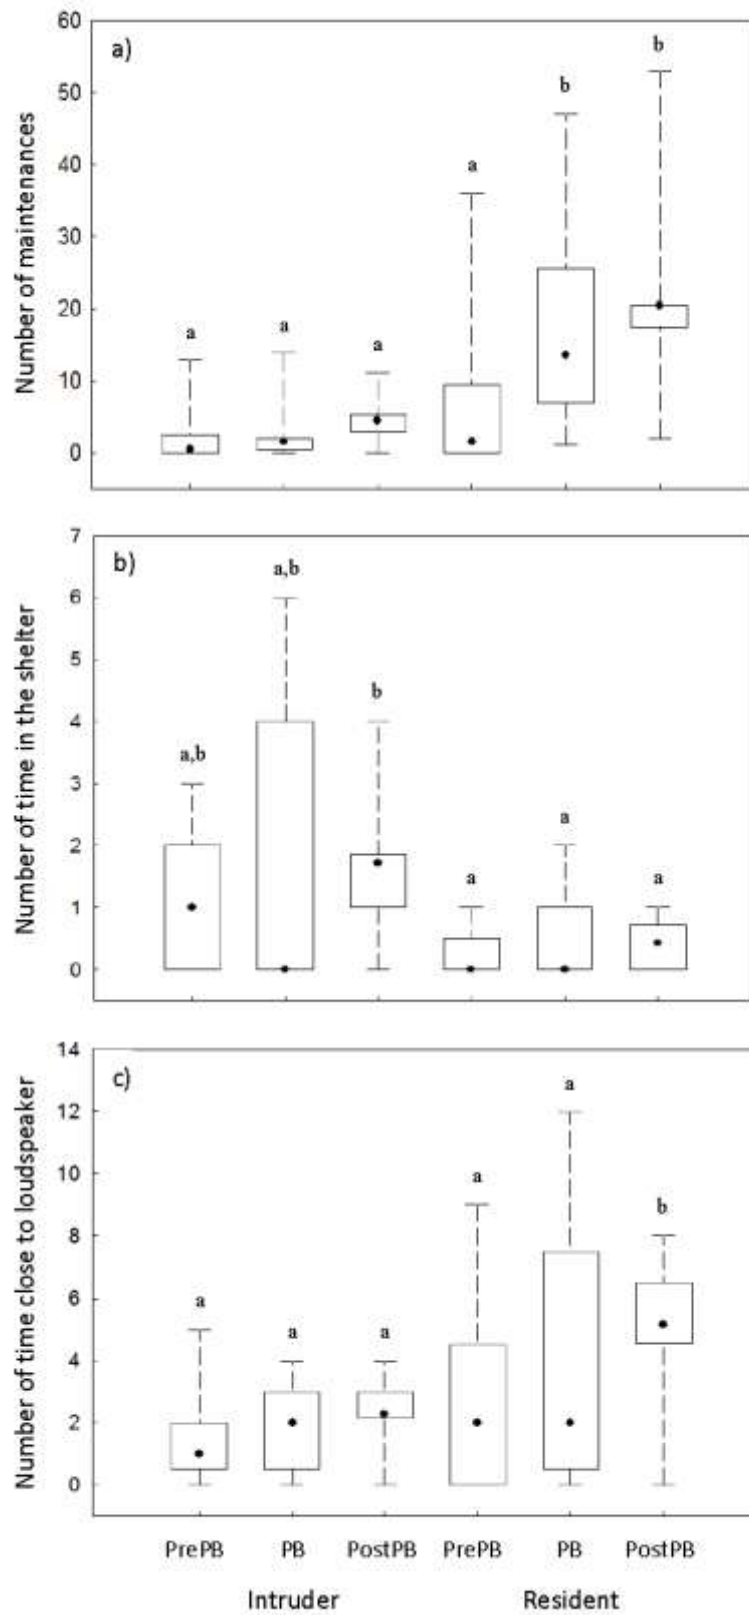 60
a)
b
50
b
40
a
30
20
a
a
a
10
0
Number of maintenances
7
b)
a,b
6
5
b
4
a,b
3
a
2
a
a
1
0
Number of time in the shelter
14
c)
a
12
10
a
b
8
6
a
a
a
4
2
0
Number of time close to loudspeaker
PrePB PB PostPB PrePB PB PostPB
Intruder Resident